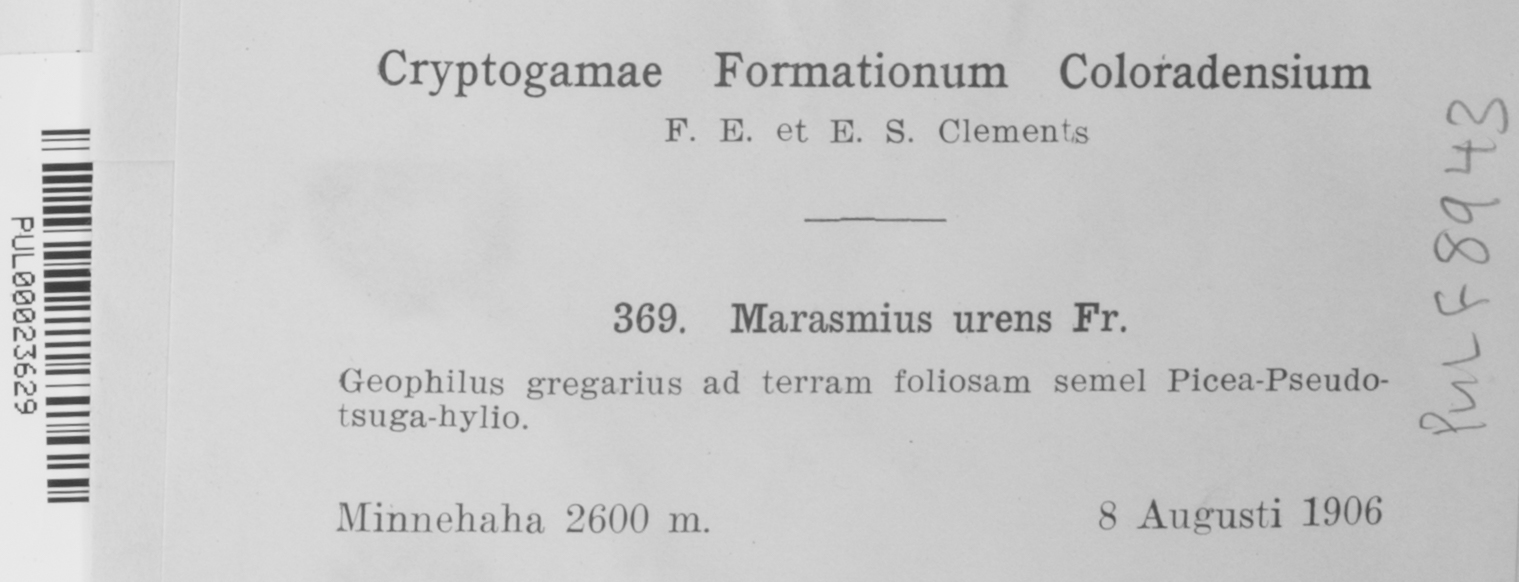 Cryptogamae Formationum Coloradensium
F. E. et E. S. Clements
369. Marasmius urens Fr.
Geophilus gregarius ad terram foliosam semel Picea-Pseudo-
tsuga-hylio.
Minnehaha 2600 m. 8 Augusti 1906
PUL00023629
PUL F8943